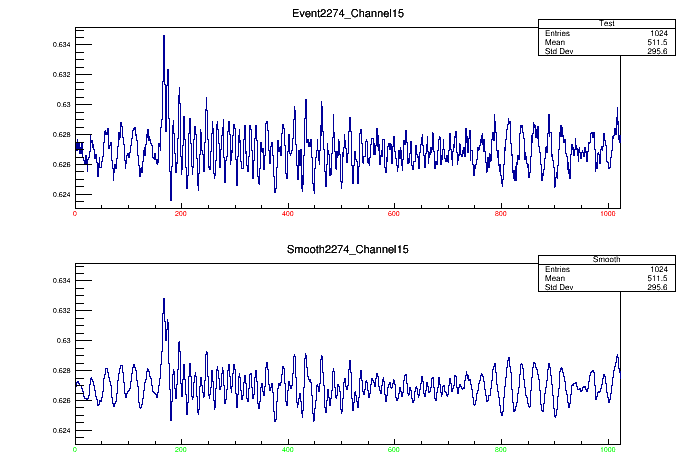 Event2274_Channel15
Test
Entries 1024
Mean 511.5
Std Dev 295.6
0.634
0.632
0.63
0.628
0.626
0.624
0 200 400 600 800 1000
Smooth2274_Channel15
Smooth
Entries 1024
Mean 511.5
Std Dev 295.6
0.634
0.632
0.63
0.628
0.626
0.624
0 200 400 600 800 1000